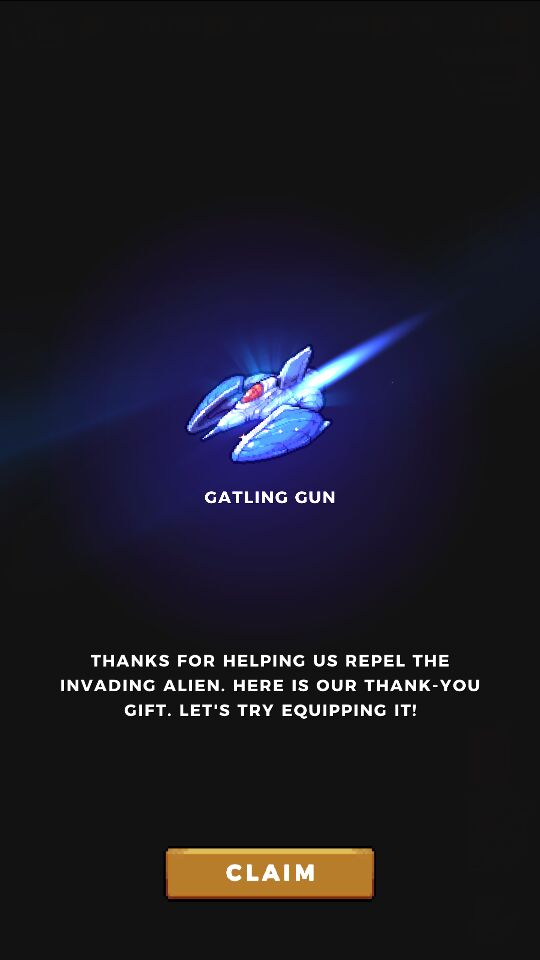 GATLING GUN
THANKS FOR HELPING US REPEL THE
INVADING ALIEN. HERE IS OUR THANK-YOU
GIFT. LET'S TRY EQUIPPING IT!
CLAIM